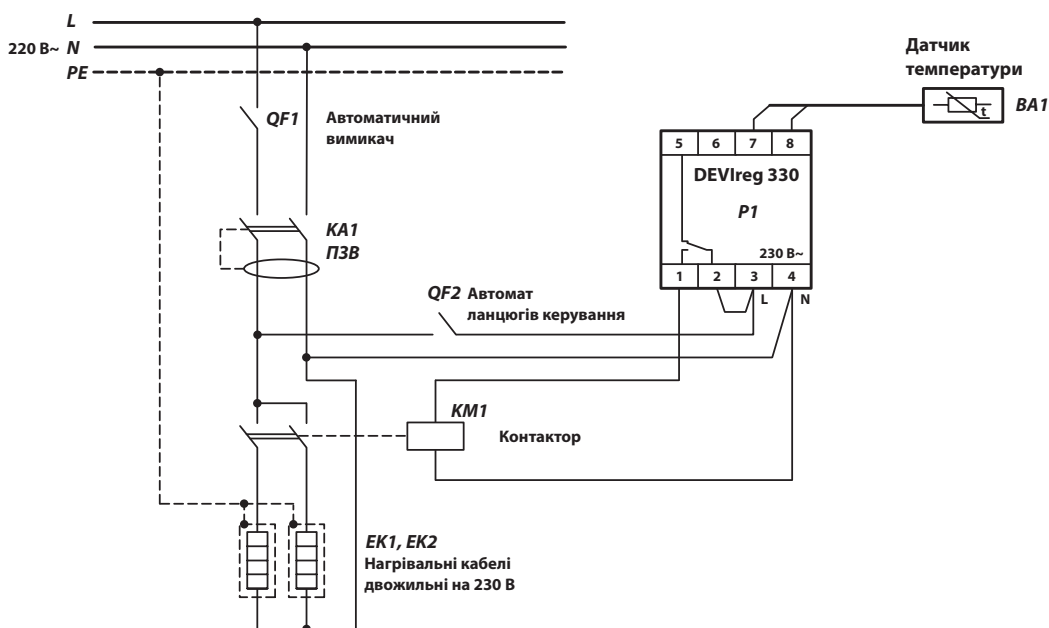 L
220 В~ N
PE
Датчик
температури
BA1
QF1
Автоматичний
вимикач
5 6 7 8
DEVIreg 330
P1
230 В~
1 2 3 4
L N
KA1
ПЗВ
QF2 Автомат
ланцюгів керування
KM1
Контактор
t
EK1, EK2
Нагрівальні кабелі
двожильні на 230 В